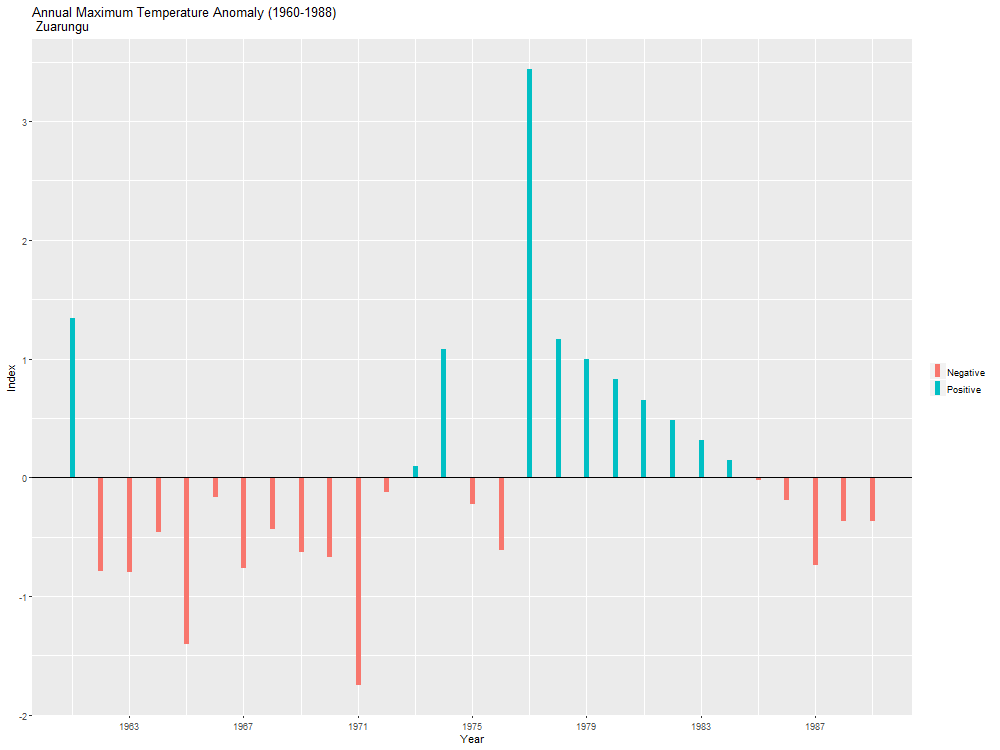 Annual Maximum Temperature Anomaly (1960-1988)
Zuarungu
3
2
1
0
-1
-2
Index
1963 1967 1971 1975 1979 1983 1987
Year
Negative
Positive